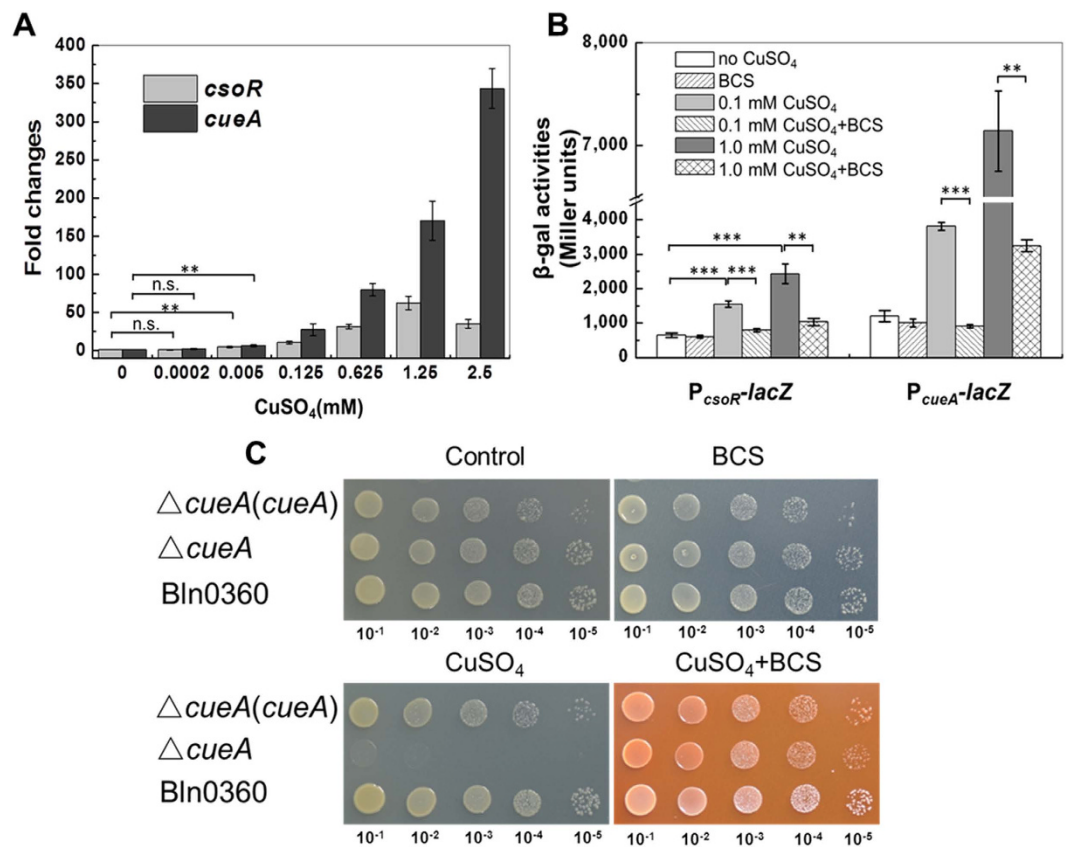 A
400
350
300
250
200
150
100
50
0
Fold changes
csoR
cueA
**
n.s.
**
n.s.
0 0.0002 0.005 0.125 0.625 1.25 2.5
CuSO₄(mM)
B
8,000
7,000
4,000
3,000
2,000
1,000
0
β-gal activities
(Miller units)
no CuSO₄
BCS
0.1 mM CuSO₄
0.1 mM CuSO₄+BCS
1.0 mM CuSO₄
1.0 mM CuSO₄+BCS
**
***
*** **
*** ***
PcsoR-lacZ PcueA-lacZ
C
Control BCS
△cueA(cueA)
△cueA
Bln0360
10⁻¹ 10⁻² 10⁻³ 10⁻⁴ 10⁻⁵ 10⁻¹ 10⁻² 10⁻³ 10⁻⁴ 10⁻⁵
CuSO₄ CuSO₄+BCS
△cueA(cueA)
△cueA
Bln0360
10⁻¹ 10⁻² 10⁻³ 10⁻⁴ 10⁻⁵ 10⁻¹ 10⁻² 10⁻³ 10⁻⁴ 10⁻⁵